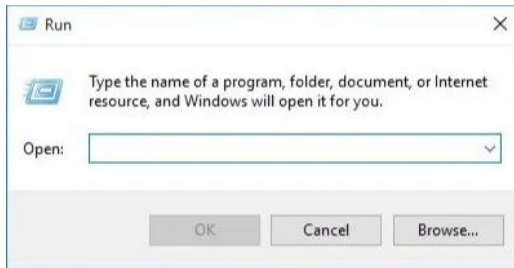 Run
Type the name of a program, folder, document, or Internet
resource, and Windows will open it for you.
Open:
OK Cancel Browse...